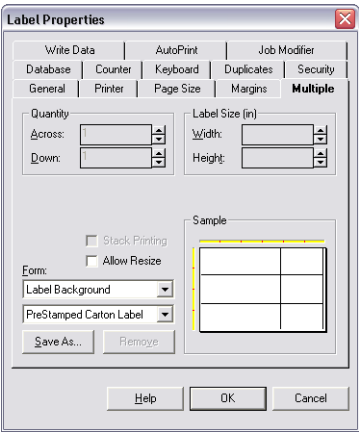 Label Properties
Write Data AutoPrint Job Modifier
Database Counter Keyboard Duplicates Security
General Printer Page Size Margins Multiple
Quantity Label Size (in)
Across: 1 Width:
Down: 1 Height:
Sample
Stack Printing
Allow Resize
Form:
Label Background
PreStamped Carton Label
Save As... Remove
Help OK Cancel